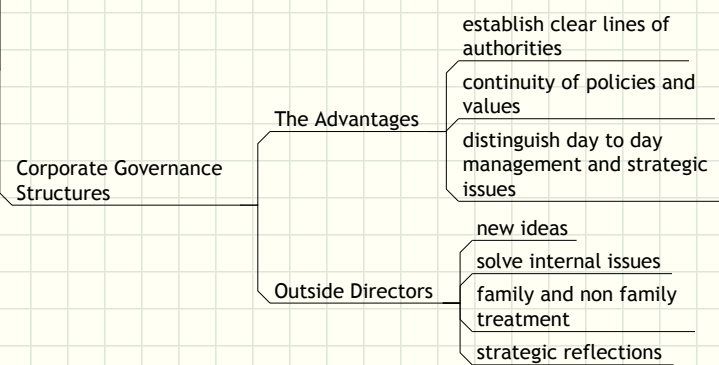 Corporate Governance
Structures
The Advantages
establish clear lines of
authorities
continuity of policies and
values
distinguish day to day
management and strategic
issues
Outside Directors
new ideas
solve internal issues
family and non family
treatment
strategic reflections